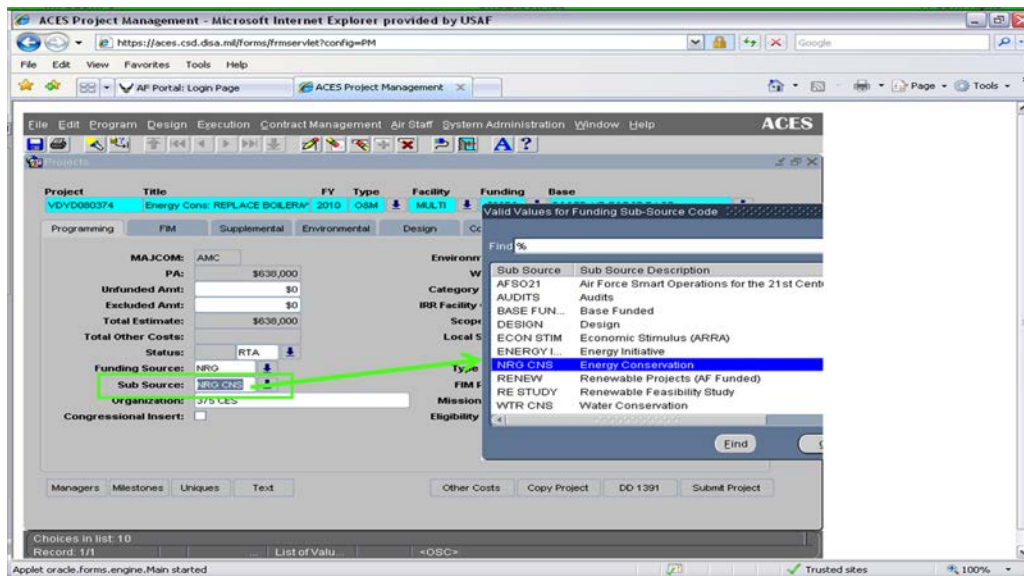 ACES Project Management - Microsoft Internet Explorer provided by USAF
https://aces.csd.disa.mil/forms/frmservlet?config=PM
Google
File Edit View Favorites Tools Help
AF Portal: Login Page
ACES Project Management
Page
Tools
File Edit Program Design Execution Contract Management Air Staff System Administration Window Help
ACES
Projects
Project Title FY Type Facility Funding Base
VDYD080374 Energy Cons: REPLACE BOILERA 2010 O&M MULTI
Valid Values for Funding Sub-Source Code
Programming FIM Supplemental Environmental Design
Find %
MAJCOM: AMC
PA: $638,000
Unfunded Amt: $0
Excluded Amt: $0
Total Estimate: $638,000
Total Other Costs:
Status: RTA
Funding Source: NRG
Sub Source: NRG CNS
Organization: 375 CES
Congressional Insert:
Category
IRR Facility
Scope
Local S
FIM F
Mission
Eligibility
Sub Source Sub Source Description
AFSO21 Air Force Smart Operations for the 21st Cent
AUDITS Audits
BASE FUN... Base Funded
DESIGN Design
ECON STIM Economic Stimulus (ARRA)
ENERGY I... Energy Initiative
NRG CNS Energy Conservation
RENEW Renewable Projects (AF Funded)
RE STUDY Renewable Feasibility Study
WTR CNS Water Conservation
Find
Managers Milestones Uniques Text Other Costs Copy Project DD 1391 Submit Project
Choices in list: 10
Record: 1/1 ... List of Valu... <OSC>
Applet oracle.forms.engine.Main started
Trusted sites
100%